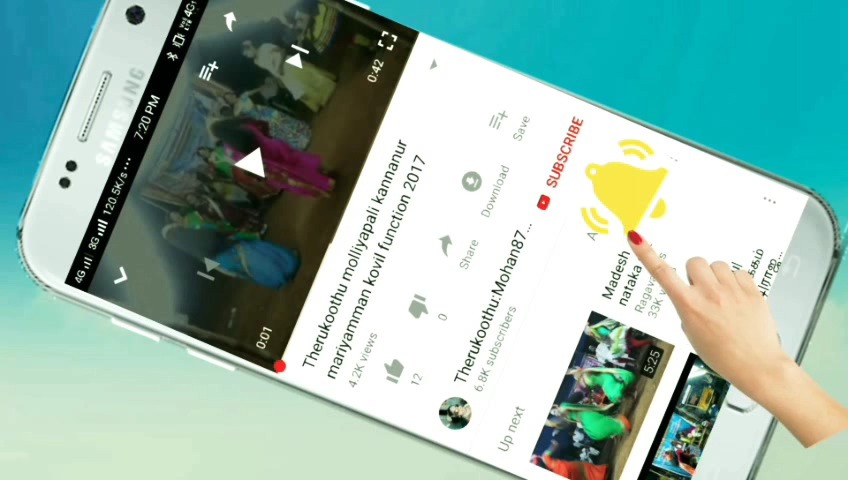 SAMSUNG
4G 3G 120.5K/s ... 7:20 PM 4G
0:01
0:42
Therukoothu molliyapali kannanur
mariyamman kovil function 2017
4.2K views
12
0
Share
Download
Save
Therukoothu:Mohan87...
6.8K subscribers
SUBSCRIBE
Up next
5:25
Madesh
nataka
Ragava
33K